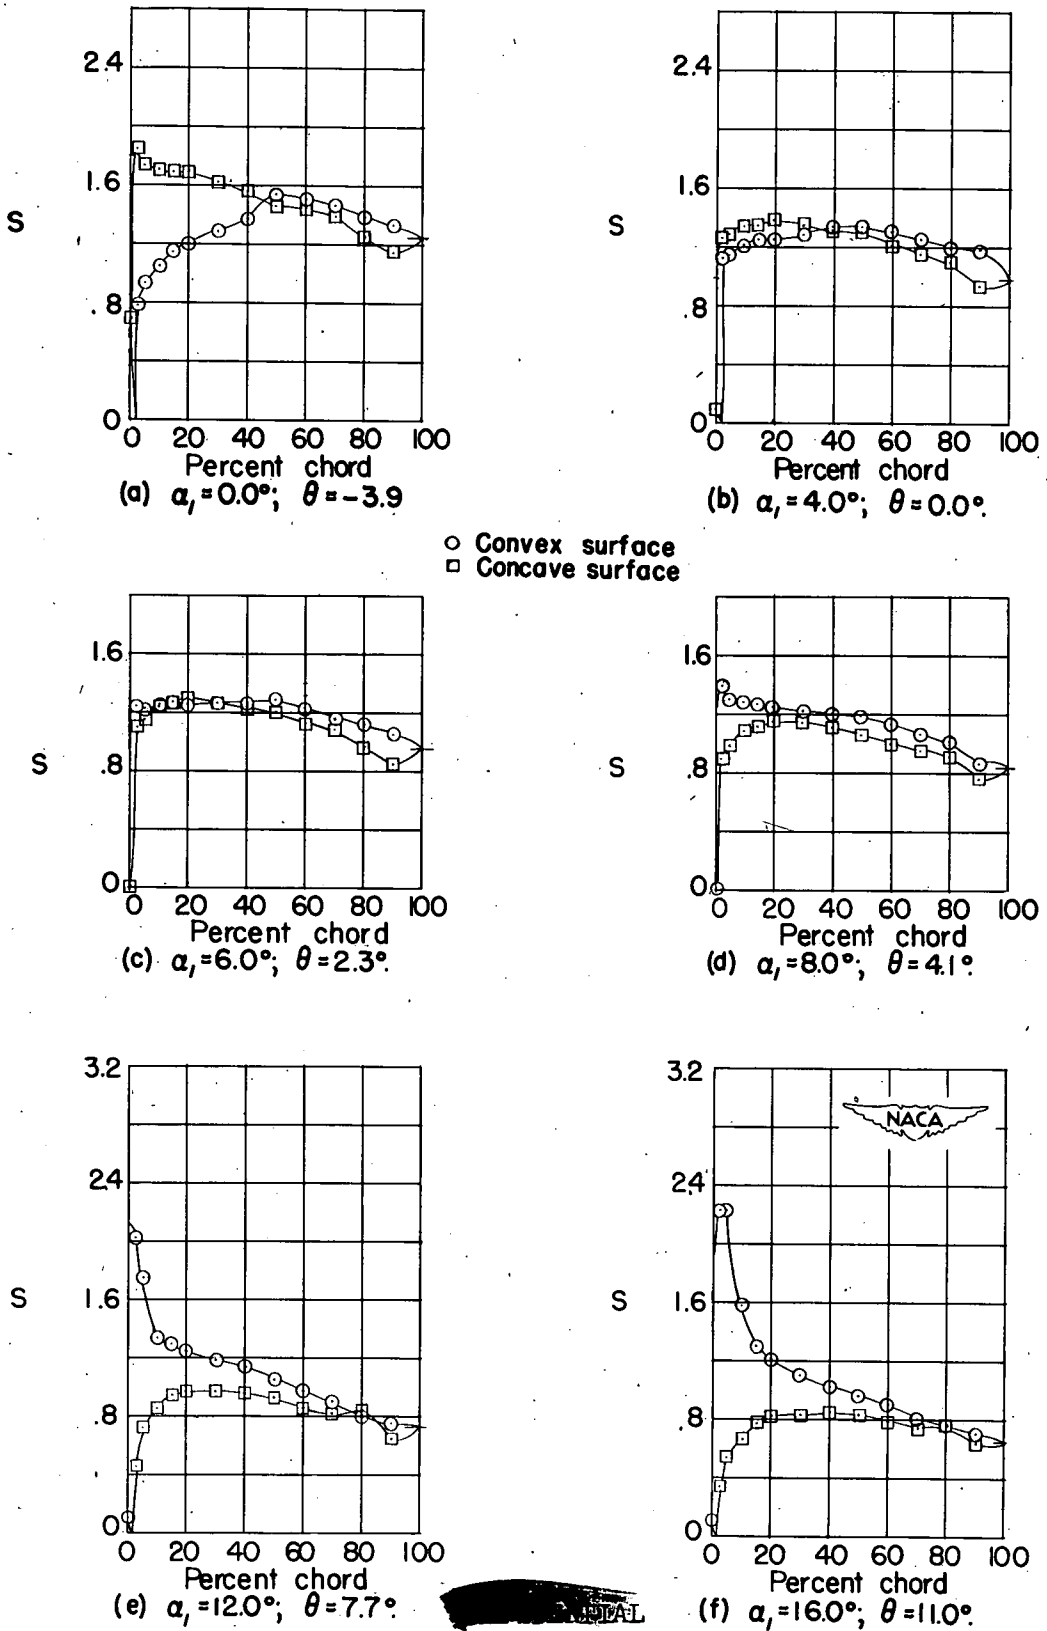 2.4
1.6
S
.8
0
0 20 40 60 80 100
Percent chord
(a) α₁=0.0°; θ=-3.9
2.4
1.6
S
.8
0
0 20 40 60 80 100
Percent chord
(b) α₁=4.0°; θ=0.0°.
Convex surface
Concave surface
1.6
S
.8
0
0 20 40 60 80 100
Percent chord
(c) α₁=6.0°; θ=2.3°.
1.6
S
.8
0
0 20 40 60 80 100
Percent chord
(d) α₁=8.0°; θ=4.1°.
3.2
2.4
1.6
S
.8
0
0 20 40 60 80 100
Percent chord
(e) α₁=12.0°; θ=7.7°.
3.2
NACA
2.4
1.6
S
.8
0
0 20 40 60 80 100
Percent chord
(f) α₁=16.0°; θ=11.0°.